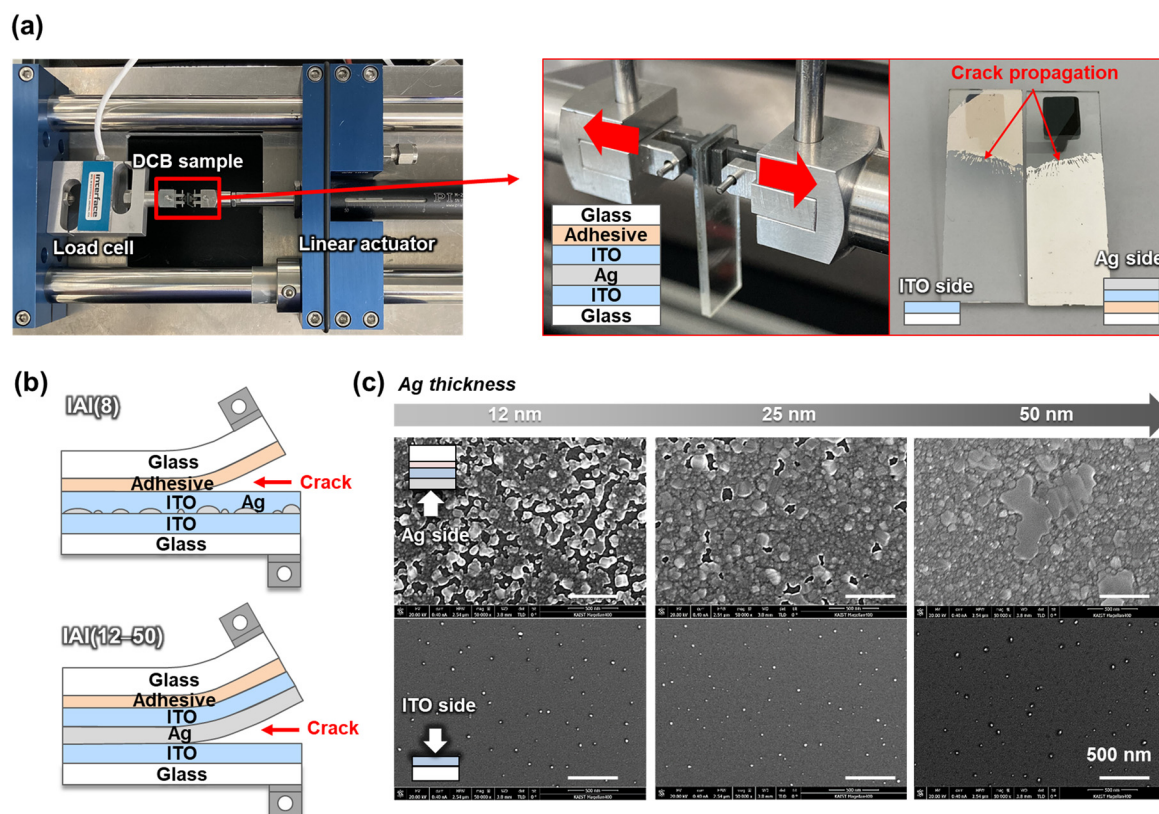 (a)
DCB sample
interface
Load cell
Linear actuator
Glass
Adhesive
ITO
Ag
ITO
Glass
Crack propagation
ITO side
Ag side
(b)
IAI(8)
Glass
Adhesive
Crack
ITO
Ag
ITO
Glass
IAI(12–50)
Glass
Adhesive
ITO
Ag
Crack
ITO
Glass
(c)
Ag thickness
12 nm
25 nm
50 nm
Ag side
ITO side
500 nm